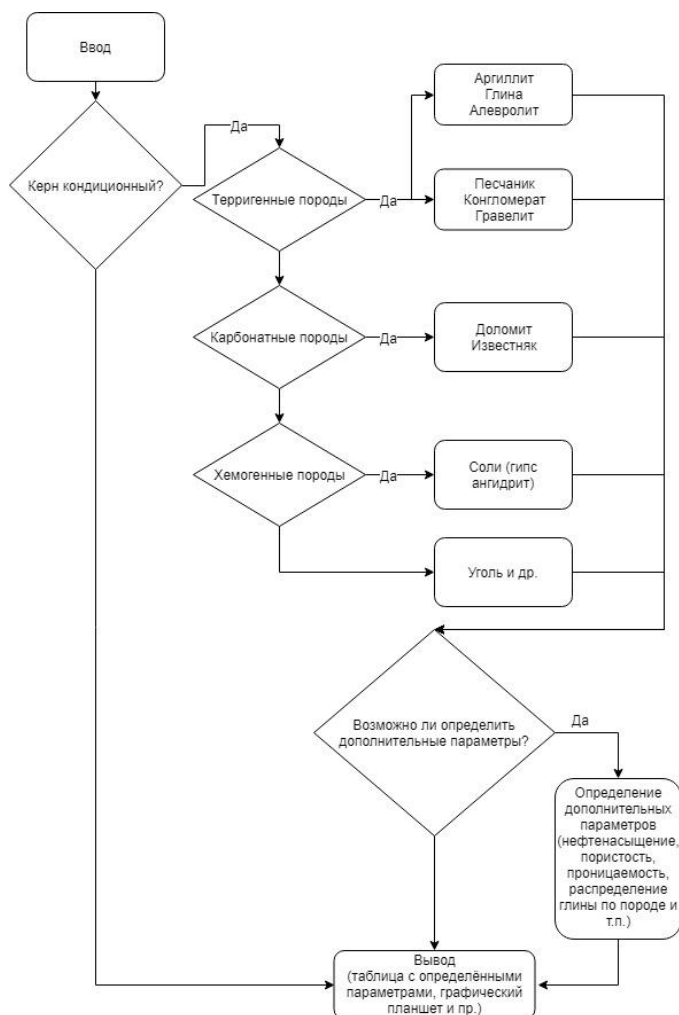 Ввод
Керн кондиционный?
Да
Терригенные породы
Да
Аргиллит
Глина
Алевролит
Песчаник
Конгломерат
Гравелит
Карбонатные породы
Да
Доломит
Известняк
Хемогенные породы
Да
Соли (гипс
ангидрит)
Уголь и др.
Возможно ли определить
дополнительные параметры?
Да
Определение
дополнительных
параметров
(нефтенасыщение,
пористость,
проницаемость,
распределение
глины по породе и
т.п.)
Вывод
(таблица с определёнными
параметрами, графический
планшет и пр.)